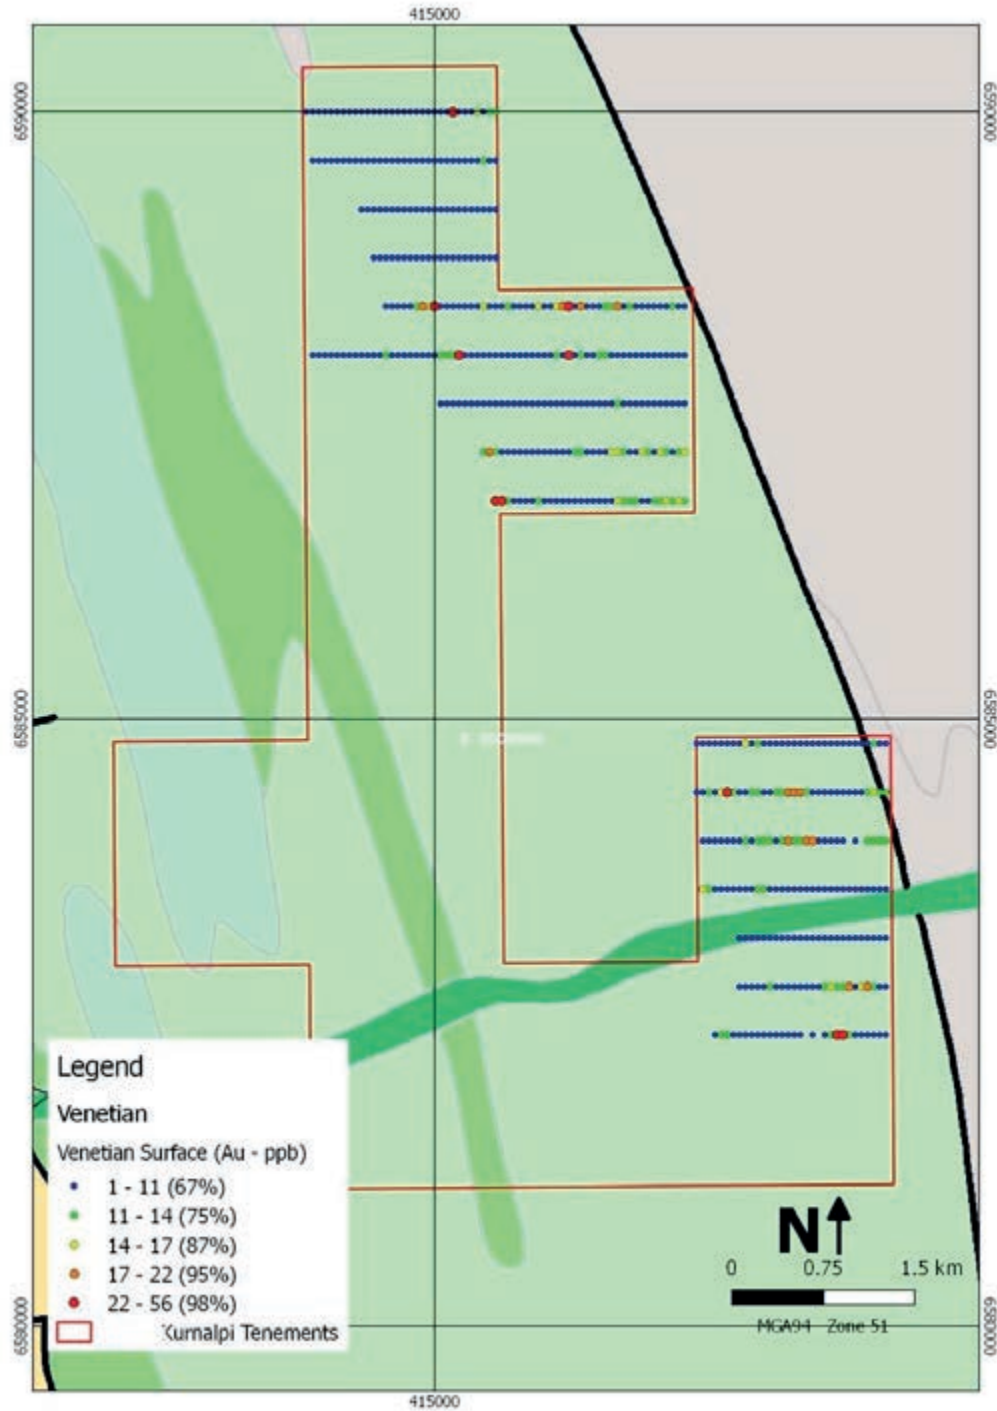 415000
6590000
6590000
6585000
6585000
Legend
Venetian
Venetian Surface (Au - ppb)
1 - 11 (67%)
11 - 14 (75%)
14 - 17 (87%)
17 - 22 (95%)
22 - 56 (98%)
Kurnalpi Tenements
N
0 0.75 1.5 km
MGA94 Zone 51
6580000
6580000
415000